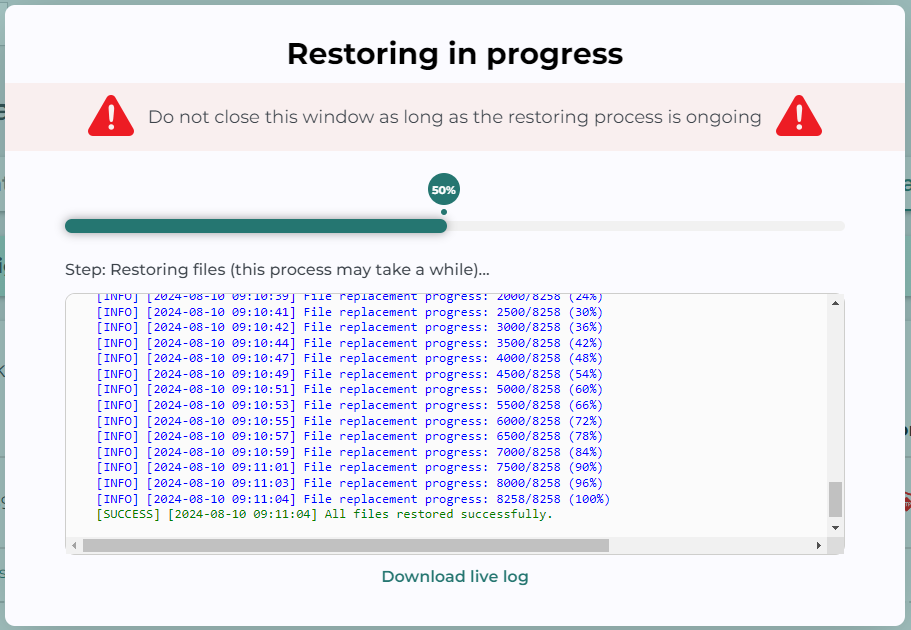 Restoring in progress
Do not close this window as long as the restoring process is ongoing
50%
Step: Restoring files (this process may take a while)...
[INFO] [2024-08-10 09:10:39] File replacement progress: 2000/8258 (24%)
[INFO] [2024-08-10 09:10:41] File replacement progress: 2500/8258 (30%)
[INFO] [2024-08-10 09:10:42] File replacement progress: 3000/8258 (36%)
[INFO] [2024-08-10 09:10:44] File replacement progress: 3500/8258 (42%)
[INFO] [2024-08-10 09:10:47] File replacement progress: 4000/8258 (48%)
[INFO] [2024-08-10 09:10:49] File replacement progress: 4500/8258 (54%)
[INFO] [2024-08-10 09:10:51] File replacement progress: 5000/8258 (60%)
[INFO] [2024-08-10 09:10:53] File replacement progress: 5500/8258 (66%)
[INFO] [2024-08-10 09:10:55] File replacement progress: 6000/8258 (72%)
[INFO] [2024-08-10 09:10:57] File replacement progress: 6500/8258 (78%)
[INFO] [2024-08-10 09:10:59] File replacement progress: 7000/8258 (84%)
[INFO] [2024-08-10 09:11:01] File replacement progress: 7500/8258 (90%)
[INFO] [2024-08-10 09:11:03] File replacement progress: 8000/8258 (96%)
[INFO] [2024-08-10 09:11:04] File replacement progress: 8258/8258 (100%)
[SUCCESS] [2024-08-10 09:11:04] All files restored successfully.
Download live log